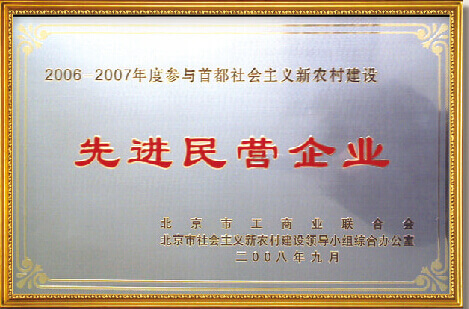 2006-2007年度参与首都社会主义新农村建设
先进民营企业
北京市工商业联合会
北京市社会主义新农村建设领导小组综合办公室
二〇〇八年九月